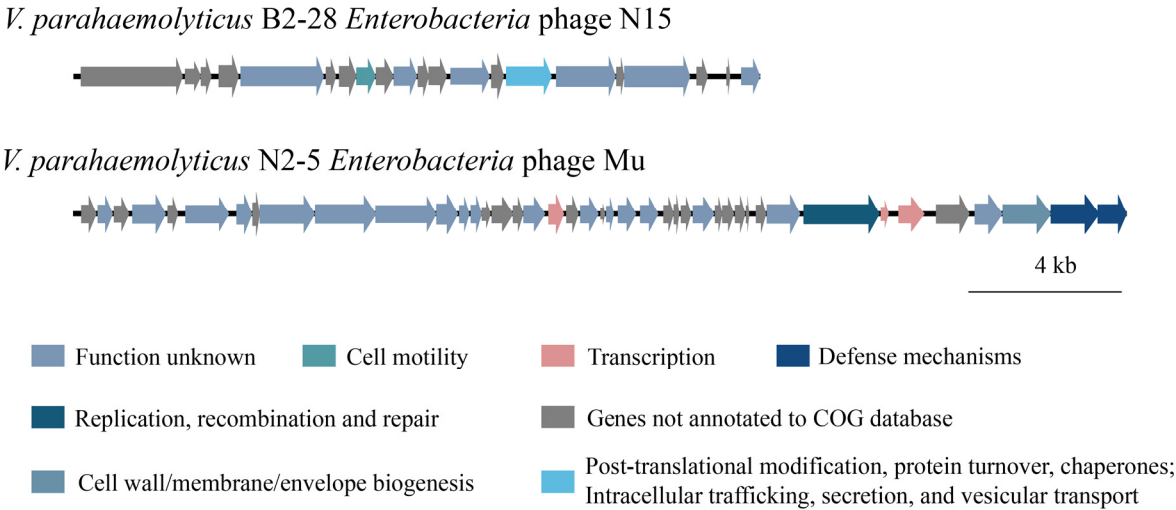 V. parahaemolyticus B2-28 Enterobacteria phage N15
V. parahaemolyticus N2-5 Enterobacteria phage Mu
4 kb
Function unknown
Cell motility
Transcription
Defense mechanisms
Replication, recombination and repair
Genes not annotated to COG database
Cell wall/membrane/envelope biogenesis
Post-translational modification, protein turnover, chaperones;
Intracellular trafficking, secretion, and vesicular transport